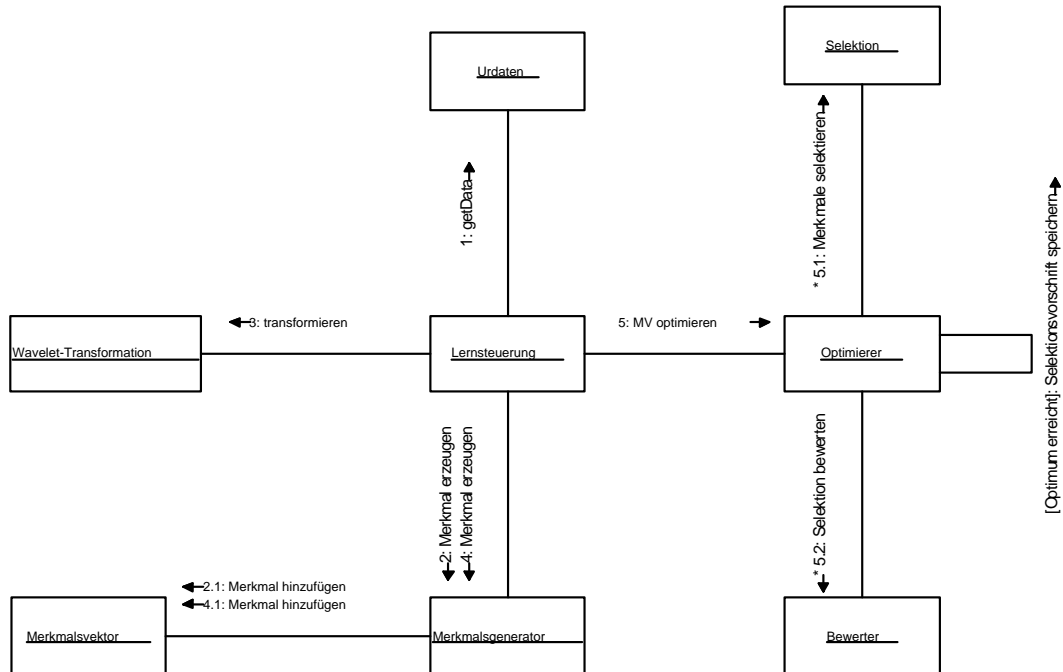 Selektion
Urdaten
* 5.1: Merkmale selektieren
1: getData
[Optimum erreicht]: Selektionsvorschrift speichern
3: transformieren
5: MV optimieren
Wavelet-Transformation
Lernsteuerung
Optimierer
2: Merkmal erzeugen
4: Merkmal erzeugen
* 5.2: Selektion bewerten
2.1: Merkmal hinzufügen
4.1: Merkmal hinzufügen
Merkmalsvektor
Merkmalsgenerator
Bewerter